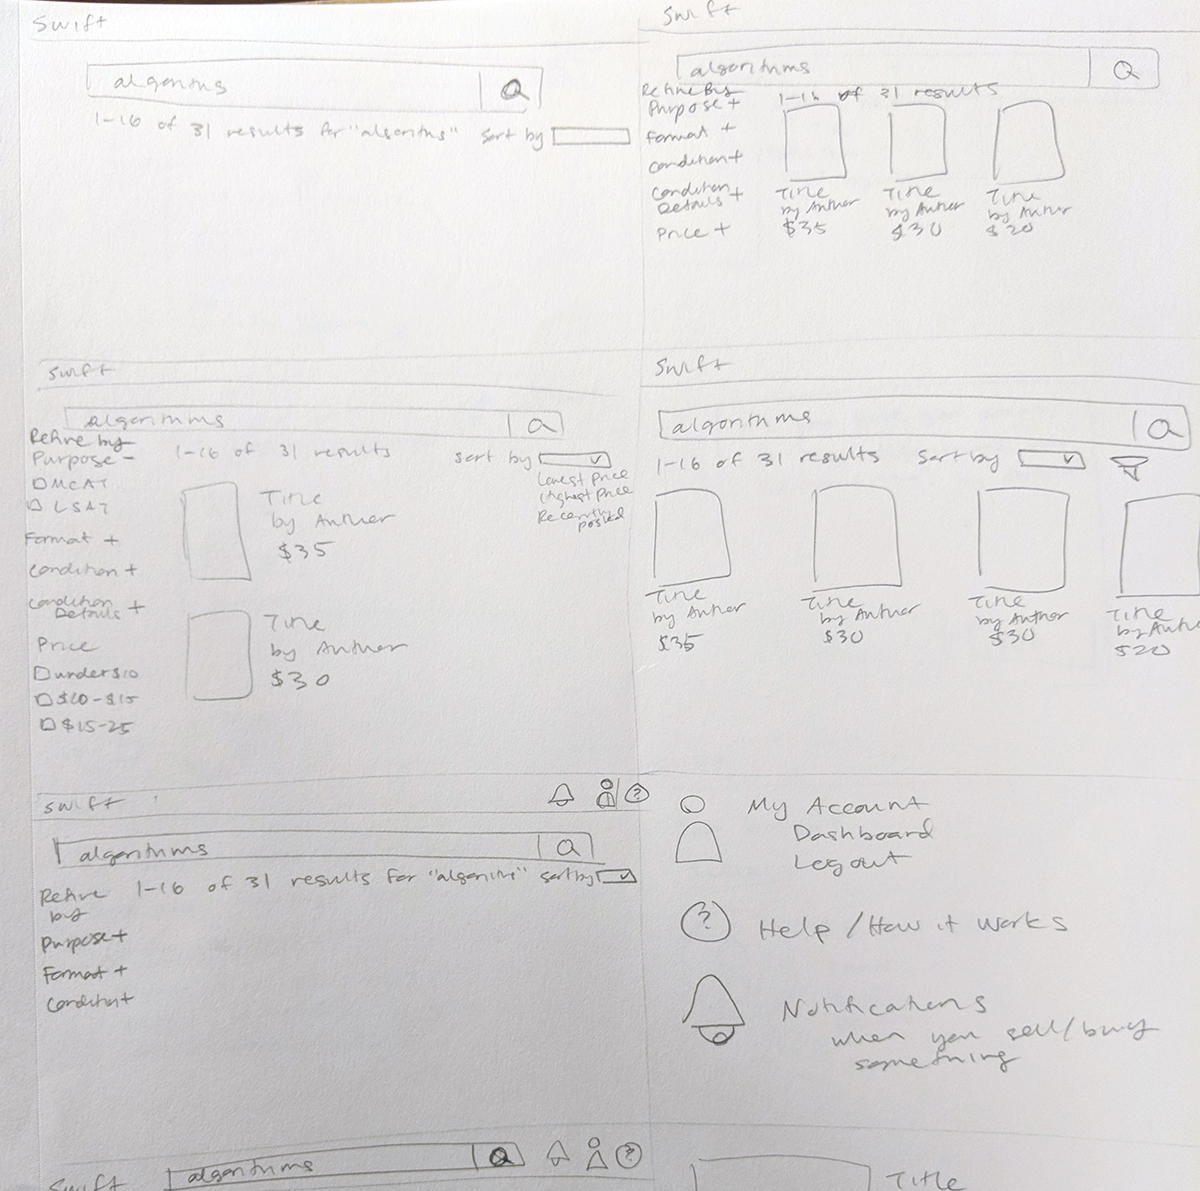 Swift
algorithms
1-16 of 31 results for "algorithms" sort by
Swift
algorithms
Refine By
1-16 of 31 results
Purpose +
Format +
Condition +
Condition
Details +
Price +
Title
by Author
$35
Title
by Author
$30
Title
by Author
$20
Swift
algorithms
Refine by
1-16 of 31 results
sort by
Lowest Price
Highest Price
Recently
posted
Purpose -
MCAT
LSAT
Format +
Condition +
Condition
Details +
Price
under $10
$10-$15
$15-25
Title
by Author
$35
Title
by Author
$30
Swift
algorithms
1-16 of 31 results sort by
Title
by Author
$35
Title
by Author
$30
Title
by Author
$30
Title
by Author
$20
Swift
?
algorithms
Refine
by
1-16 of 31 results for "algorithms" sort by
Purpose +
Format +
Condition +
My Account
Dashboard
Logout
? Help / How it works
Notifications
when you sell/buy
something
Swift
algorithms
?
Title